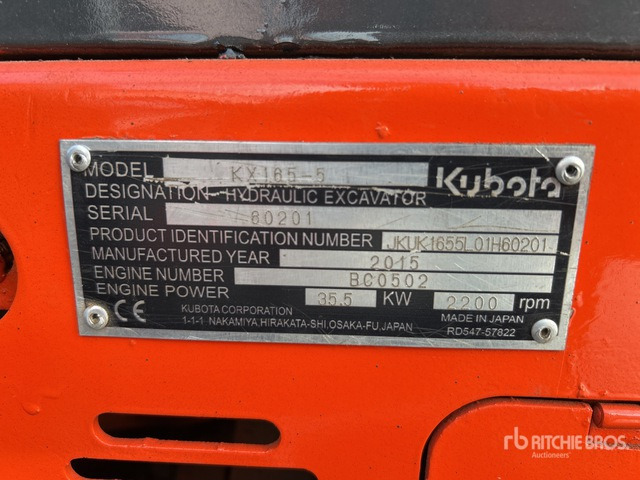 Kubota
MODEL KX165-5
DESIGNATION HYDRAULIC EXCAVATOR
SERIAL 60201
PRODUCT IDENTIFICATION NUMBER JKUK1655L01H60201
MANUFACTURED YEAR 2015
ENGINE NUMBER BC0502
ENGINE POWER 35.5 KW 2200 rpm
CE
KUBOTA CORPORATION MADE IN JAPAN
1-1-1 NAKAMIYA,HIRAKATA-SHI,OSAKA-FU,JAPAN RD547-57822
rb RITCHIE BROS.
Auctioneers